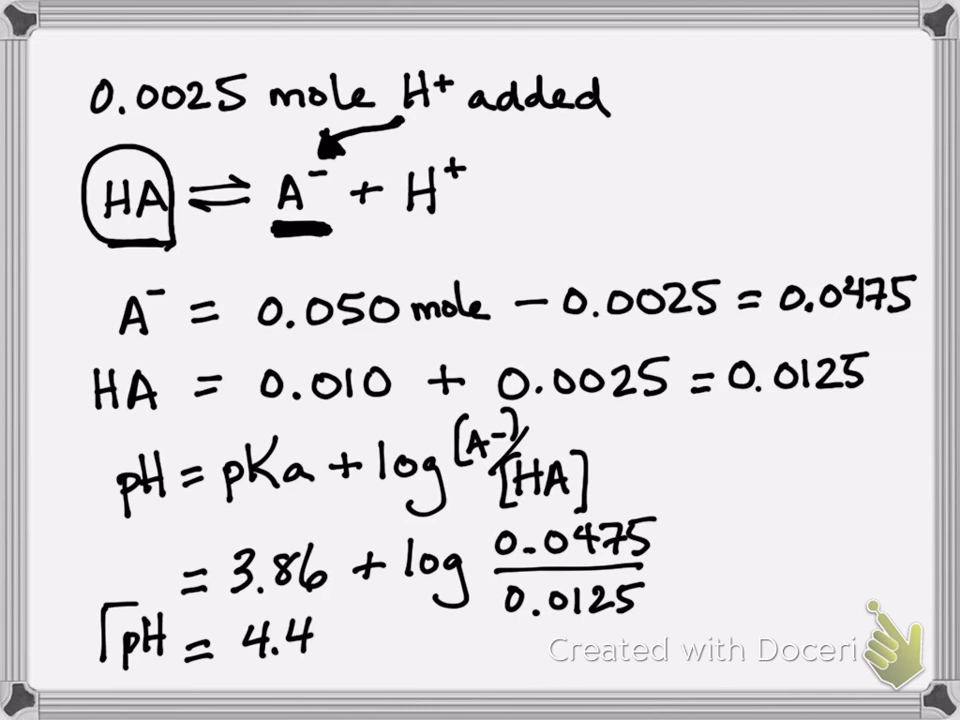 0.0025 mole H⁺ added
HA ⇌ A⁻ + H⁺
A⁻ = 0.050 mole - 0.0025 = 0.0475
HA = 0.010 + 0.0025 = 0.0125
pH = pKa + log [A⁻]/[HA]
= 3.86 + log 0.0475
0.0125
pH = 4.4
Created with Doceri